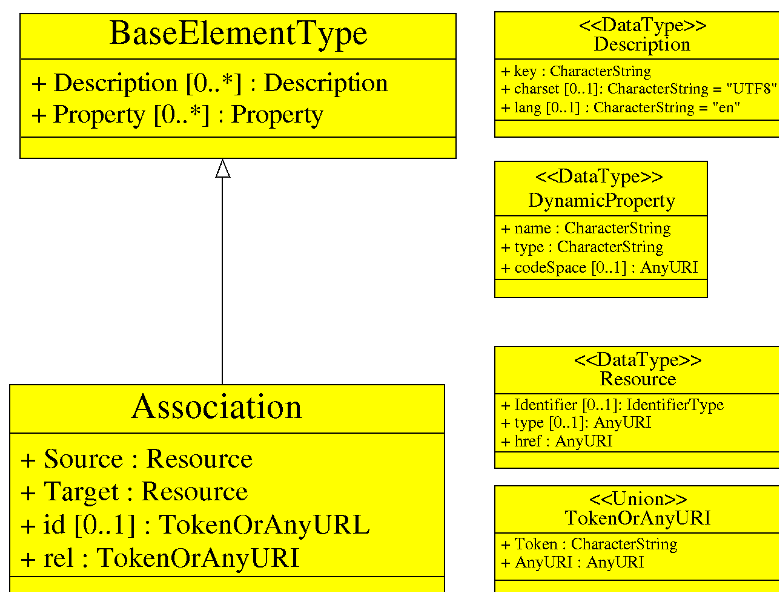 BaseElementType
+ Description [0..*] : Description
+ Property [0..*] : Property
Association
+ Source : Resource
+ Target : Resource
+ id [0..1] : TokenOrAnyURL
+ rel : TokenOrAnyURI
<<DataType>>
Description
+ key : CharacterString
+ charset [0..1]: CharacterString = "UTF8"
+ lang [0..1] : CharacterString = "en"
<<DataType>>
DynamicProperty
+ name : CharacterString
+ type : CharacterString
+ codeSpace [0..1] : AnyURI
<<DataType>>
Resource
+ Identifier [0..1]: IdentifierType
+ type [0..1]: AnyURI
+ href : AnyURI
<<Union>>
TokenOrAnyURI
+ Token : CharacterString
+ AnyURI : AnyURI